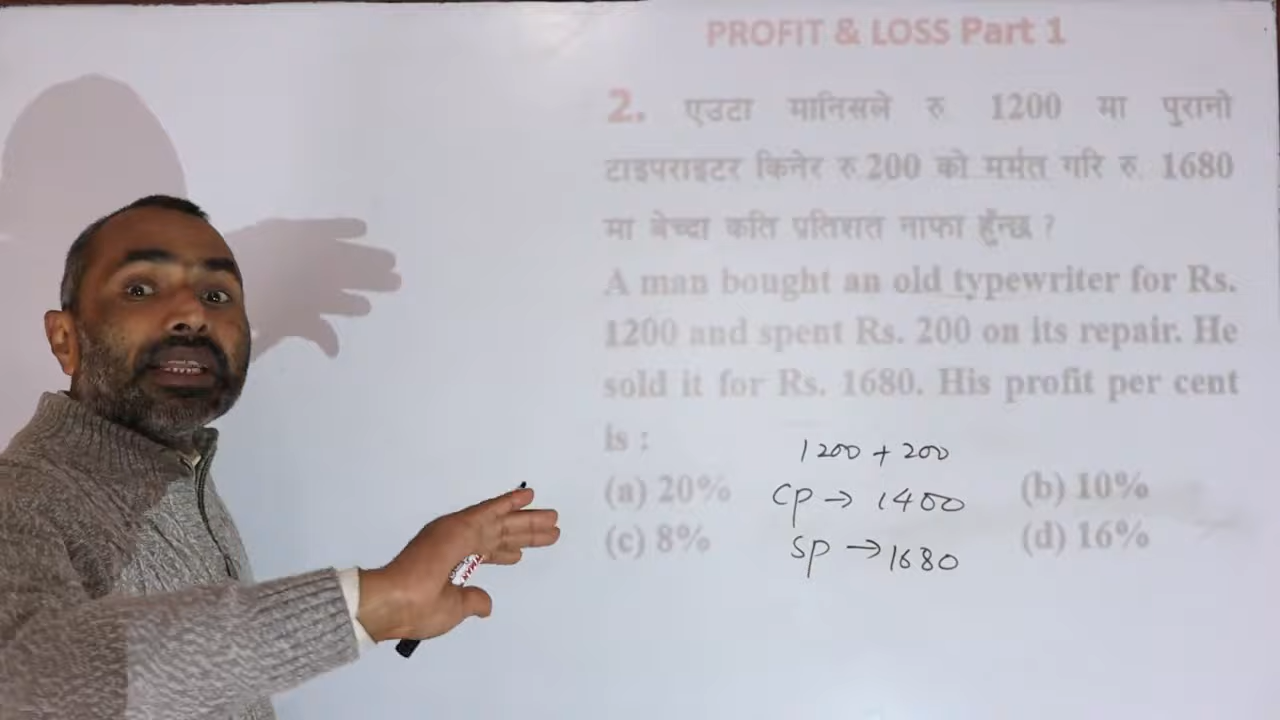 PROFIT & LOSS Part 1
2. एउटा मानिसले रु 1200 मा पुरानो
टाइपराइटर किनेर रु 200 को मर्मत गरि रु 1680
मा बेच्दा कति प्रतिशत नाफा हुँन्छ ?
A man bought an old typewriter for Rs.
1200 and spent Rs. 200 on its repair. He
sold it for Rs. 1680. His profit per cent
is :
1200 + 200
(a) 20% CP → 1400 (b) 10%
(c) 8% SP → 1680 (d) 16%